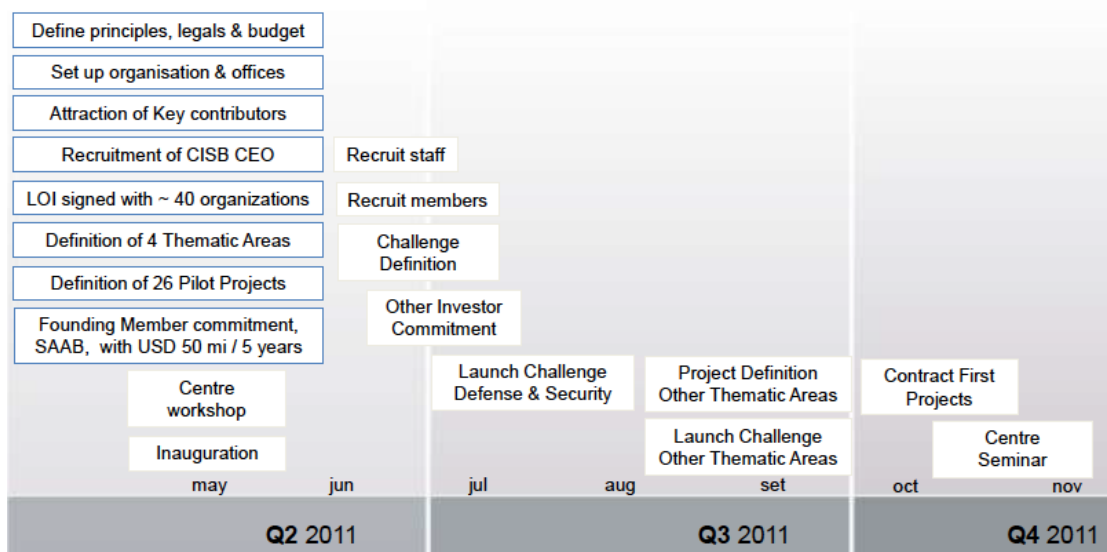 Define principles, legals & budget
Set up organisation & offices
Attraction of Key contributors
Recruitment of CISB CEO
Recruit staff
LOI signed with ~ 40 organizations
Recruit members
Definition of 4 Thematic Areas
Challenge
Definition
Definition of 26 Pilot Projects
Other Investor
Commitment
Founding Member commitment,
SAAB,  with USD 50 mi / 5 years
Launch Challenge
Defense & Security
Project Definition
Other Thematic Areas
Contract First
Projects
Centre
workshop
Launch Challenge
Other Thematic Areas
Centre
Seminar
Inauguration
may jun jul aug set oct nov
Q2 2011 Q3 2011 Q4 2011